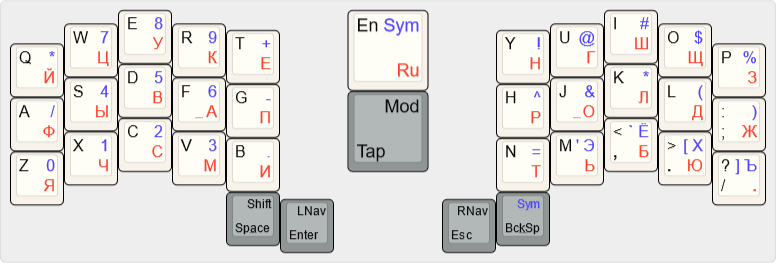 E 8
У
W 7
Ц
R 9
К
Q *
Й
T +
Е
D 5
В
S 4
Ы
F 6
_ А
A /
Ф
G -
П
C 2
С
X 1
Ч
V 3
М
Z 0
Я
B .
И
Shift
Space
LNav
Enter
En Sym
Ru
Mod
Tap
I #
Ш
U @
Г
O $
Щ
Y !
Н
P %
З
K *
Л
J &
_ О
L (
Д
H ^
Р
: )
; Ж
< ` Ё
, Б
M ' Э
Ь
> [ Х
. Ю
N =
Т
? ] Ъ
/ .
RNav
Esc
Sym
BckSp